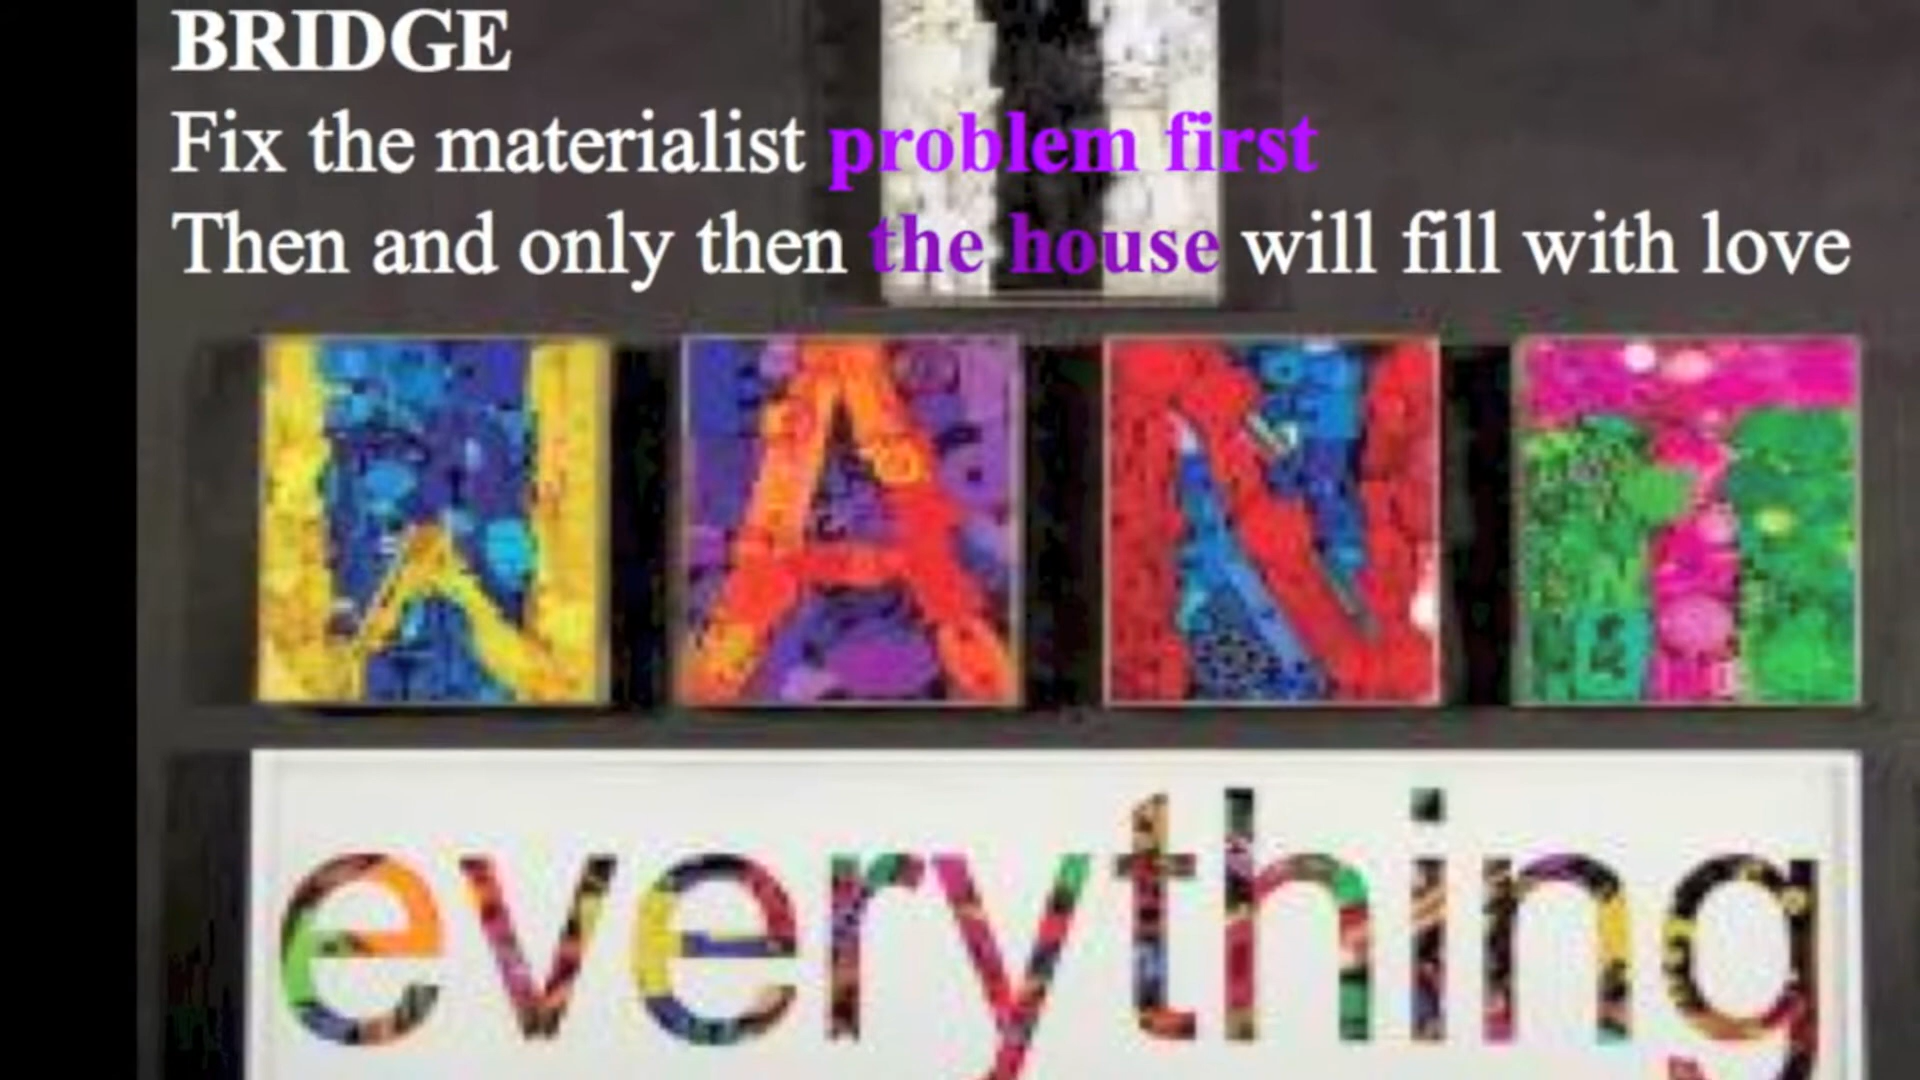 BRIDGE
Fix the materialist problem first
Then and only then the house will fill with love
I
WANT
everything